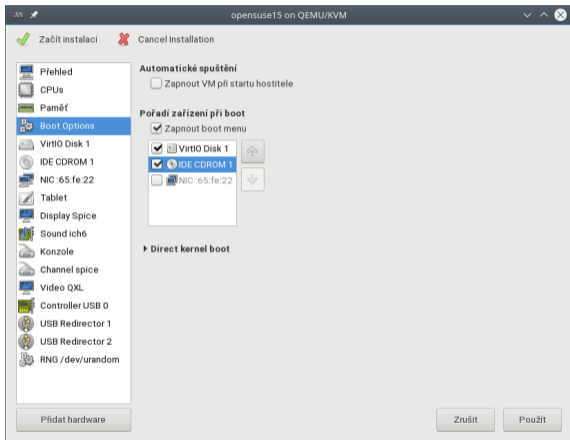 opensuse15 on QEMU/KVM
Začít instalaci
Cancel Installation
Přehled
CPUs
Paměť
Boot Options
VirtIO Disk 1
IDE CDROM 1
NIC :65:fe:22
Tablet
Display Spice
Sound ich6
Konzole
Channel spice
Video QXL
Controller USB 0
USB Redirector 1
USB Redirector 2
RNG /dev/urandom
Přidat hardware
Automatické spuštění
Zapnout VM při startu hostitele
Pořadí zařízení při boot
Zapnout boot menu
VirtIO Disk 1
IDE CDROM 1
NIC :65:fe:22
Direct kernel boot
Zrušit
Použít